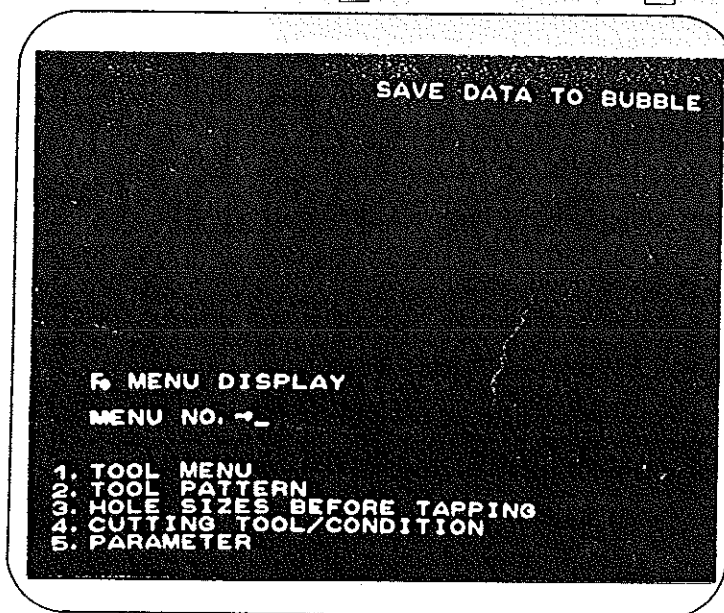 SAVE DATA TO BUBBLE
F0 MENU DISPLAY
MENU NO. →_
1. TOOL MENU
2. TOOL PATTERN
3. HOLE SIZES BEFORE TAPPING
4. CUTTING TOOL/CONDITION
5. PARAMETER